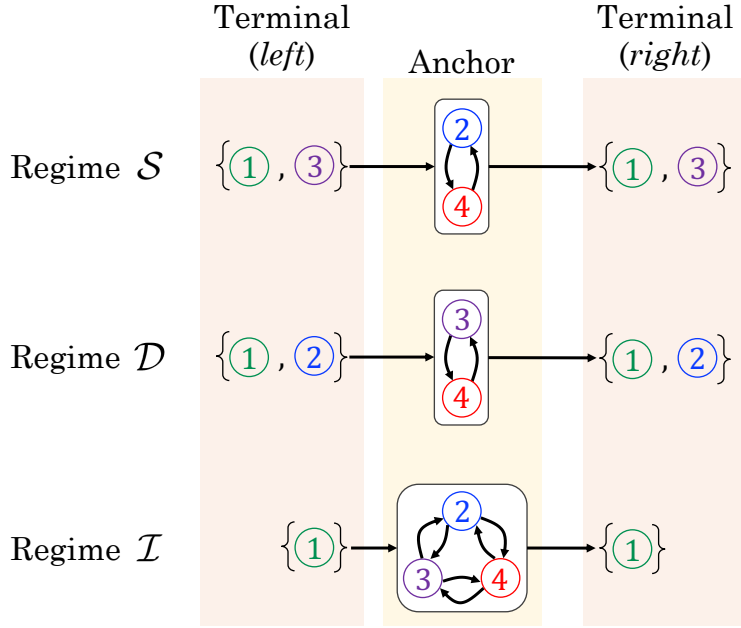 Terminal
(left)
Anchor
Terminal
(right)
Regime 𝒮
{1 , 3}
2
4
{1 , 3}
Regime 𝒟
{1 , 2}
3
4
{1 , 2}
Regime ℐ
{1}
2
3 4
{1}